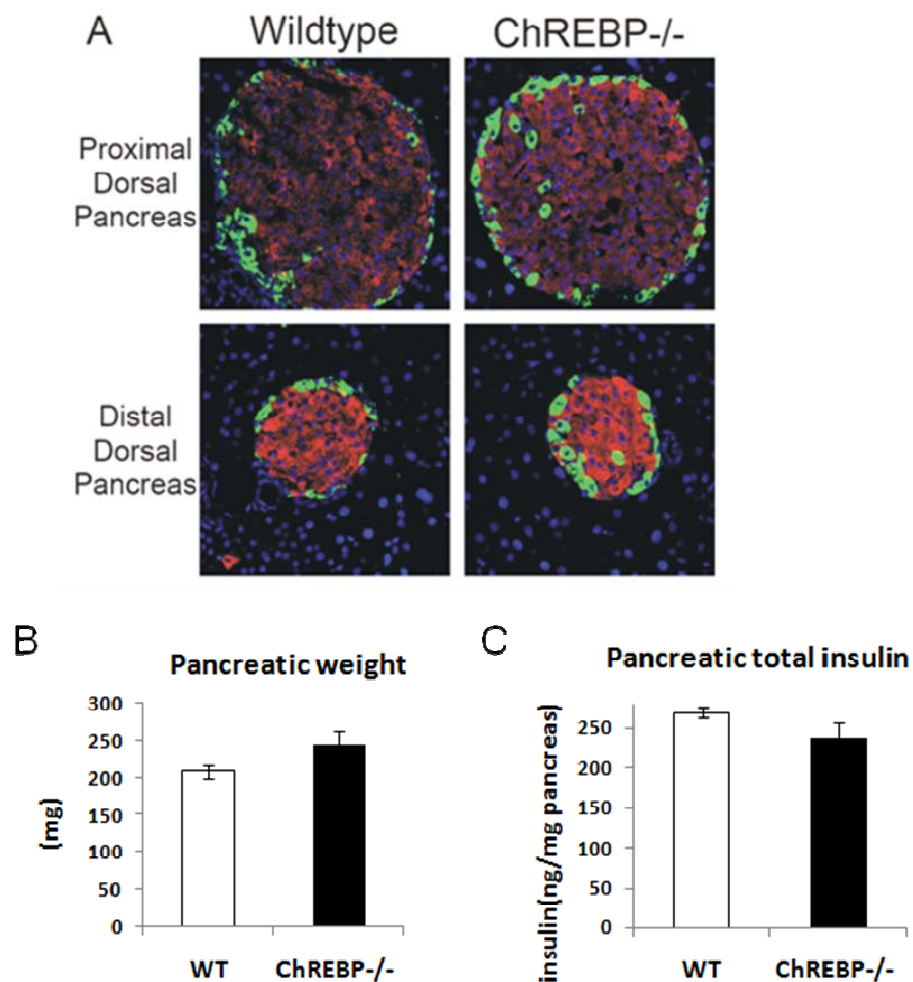 A
Wildtype
ChREBP-/-
Proximal
Dorsal
Pancreas
Distal
Dorsal
Pancreas
B
Pancreatic weight
(mg)
300
250
200
150
100
50
0
WT
ChREBP-/-
C
Pancreatic total insulin
insulin(ng/mg pancreas)
250
200
150
100
50
0
WT
ChREBP-/-